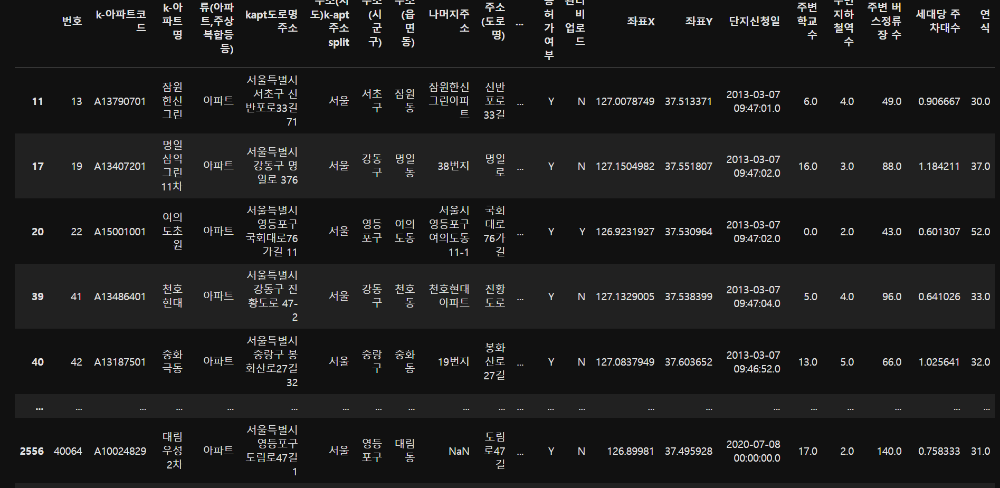 번호 k-아파트코드 k-아파트명 류(아파트,주상복합등등) kapt도로명주소 도)k-apt주소split (시군구) (읍면동) 나머지주소 주소(도로명) ... 허가여부 업로드 좌표X 좌표Y 단지신청일 주변학교수 지하철역수 주변 버스정류장 수 세대당 주차대수 연식
11 13 A13790701 잠원한신그린 아파트 서울특별시 서초구 신반포로33길 71 서울 서초구 잠원동 잠원한신그린아파트 신반포로33길 ... Y N 127.0078749 37.513371 2013-03-07 09:47:01.0 6.0 4.0 49.0 0.906667 30.0
17 19 A13407201 명일삼익그린11차 아파트 서울특별시 강동구 명일로 376 서울 강동구 명일동 38번지 명일로 ... Y N 127.1504982 37.551807 2013-03-07 09:47:02.0 16.0 3.0 88.0 1.184211 37.0
20 22 A15001001 여의도초원 아파트 서울특별시 영등포구 국회대로76가길 11 서울 영등포구 여의도동 서울시 영등포구 여의도동 11-1 국회대로76가길 ... Y Y 126.9231927 37.530964 2013-03-07 09:47:02.0 0.0 2.0 43.0 0.601307 52.0
39 41 A13486401 천호현대 아파트 서울특별시 강동구 진황도로 47-2 서울 강동구 천호동 천호현대아파트 진황도로 ... Y N 127.1329005 37.538399 2013-03-07 09:47:04.0 5.0 4.0 96.0 0.641026 33.0
40 42 A13187501 중화극동 아파트 서울특별시 중랑구 봉화산로27길 32 서울 중랑구 중화동 19번지 봉화산로27길 ... Y N 127.0837949 37.603652 2013-03-07 09:46:52.0 13.0 5.0 66.0 1.025641 32.0
... ... ... ... ... ... ... ... ... ... ... ... ... ... ... ... ... ... ... ... ... ...
2556 40064 A10024829 대림우성2차 아파트 서울특별시 영등포구 도림로47길 1 서울 영등포구 대림동 NaN 도림로47길 ... Y N 126.89981 37.495928 2020-07-08 00:00:00.0 17.0 2.0 140.0 0.758333 31.0